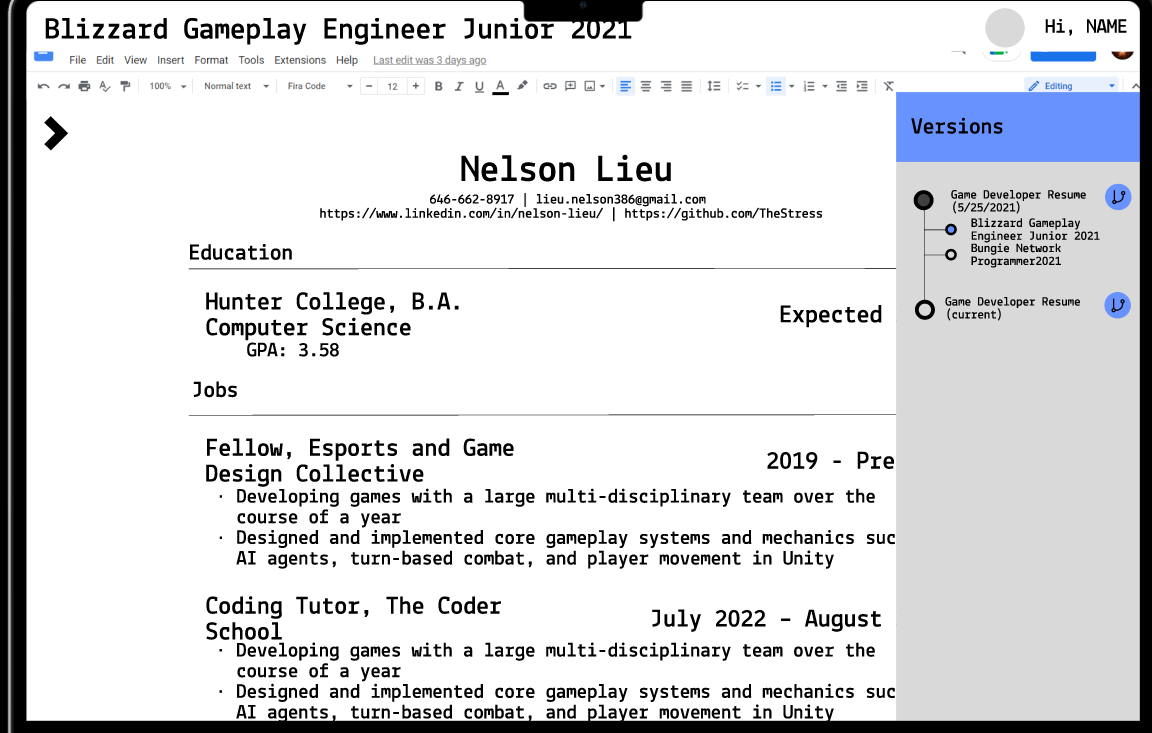 Blizzard Gameplay Engineer Junior 2021
Hi, NAME
File Edit View Insert Format Tools Extensions Help Last edit was 3 days ago
100% Normal text Fira Code − 12 + B I U A Editing
Versions
Nelson Lieu
646-662-8917 | lieu.nelson386@gmail.com
https://www.linkedin.com/in/nelson-lieu/ | https://github.com/TheStress
Education
Hunter College, B.A.
Computer Science
Expected
GPA: 3.58
Jobs
Fellow, Esports and Game
Design Collective
2019 - Pre
· Developing games with a large multi-disciplinary team over the
course of a year
· Designed and implemented core gameplay systems and mechanics suc
AI agents, turn-based combat, and player movement in Unity
Coding Tutor, The Coder
School
July 2022 - August
· Developing games with a large multi-disciplinary team over the
course of a year
· Designed and implemented core gameplay systems and mechanics suc
AI agents, turn-based combat, and player movement in Unity
Game Developer Resume
(5/25/2021)
Blizzard Gameplay
Engineer Junior 2021
Bungie Network
Programmer2021
Game Developer Resume
(current)